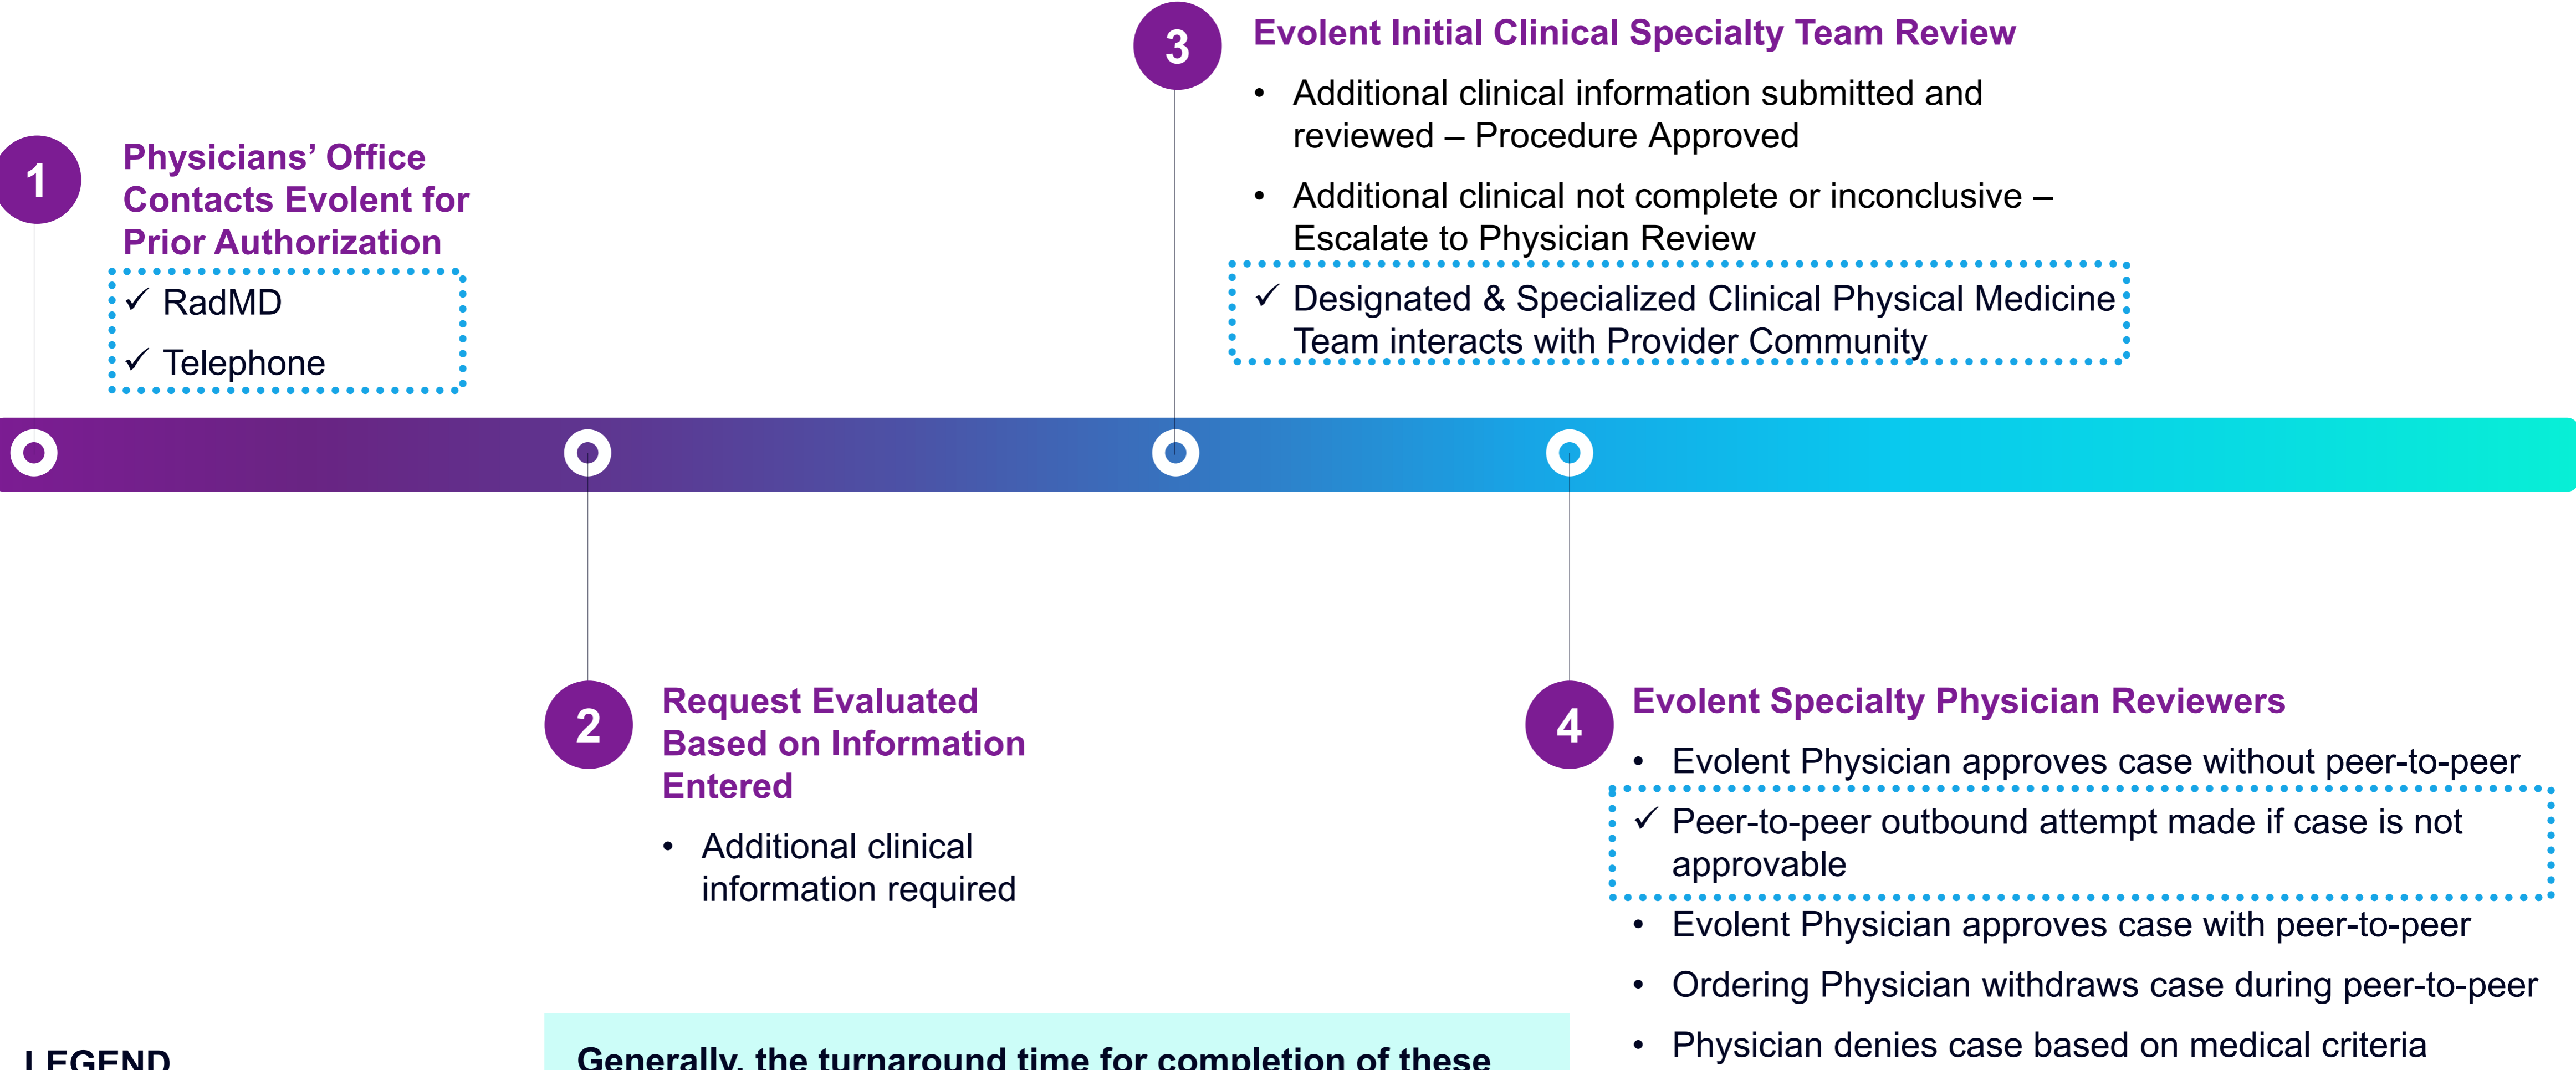 1
Physicians’ Office
Contacts Evolent for
Prior Authorization
✓ RadMD
✓ Telephone
2
Request Evaluated
Based on Information
Entered
• Additional clinical
information required
3
Evolent Initial Clinical Specialty Team Review
• Additional clinical information submitted and
reviewed – Procedure Approved
• Additional clinical not complete or inconclusive –
Escalate to Physician Review
✓ Designated & Specialized Clinical Physical Medicine
Team interacts with Provider Community
4
Evolent Specialty Physician Reviewers
• Evolent Physician approves case without peer-to-peer
✓ Peer-to-peer outbound attempt made if case is not
approvable
• Evolent Physician approves case with peer-to-peer
• Ordering Physician withdraws case during peer-to-peer
• Physician denies case based on medical criteria
LEGEND
Generally, the turnaround time for completion of these